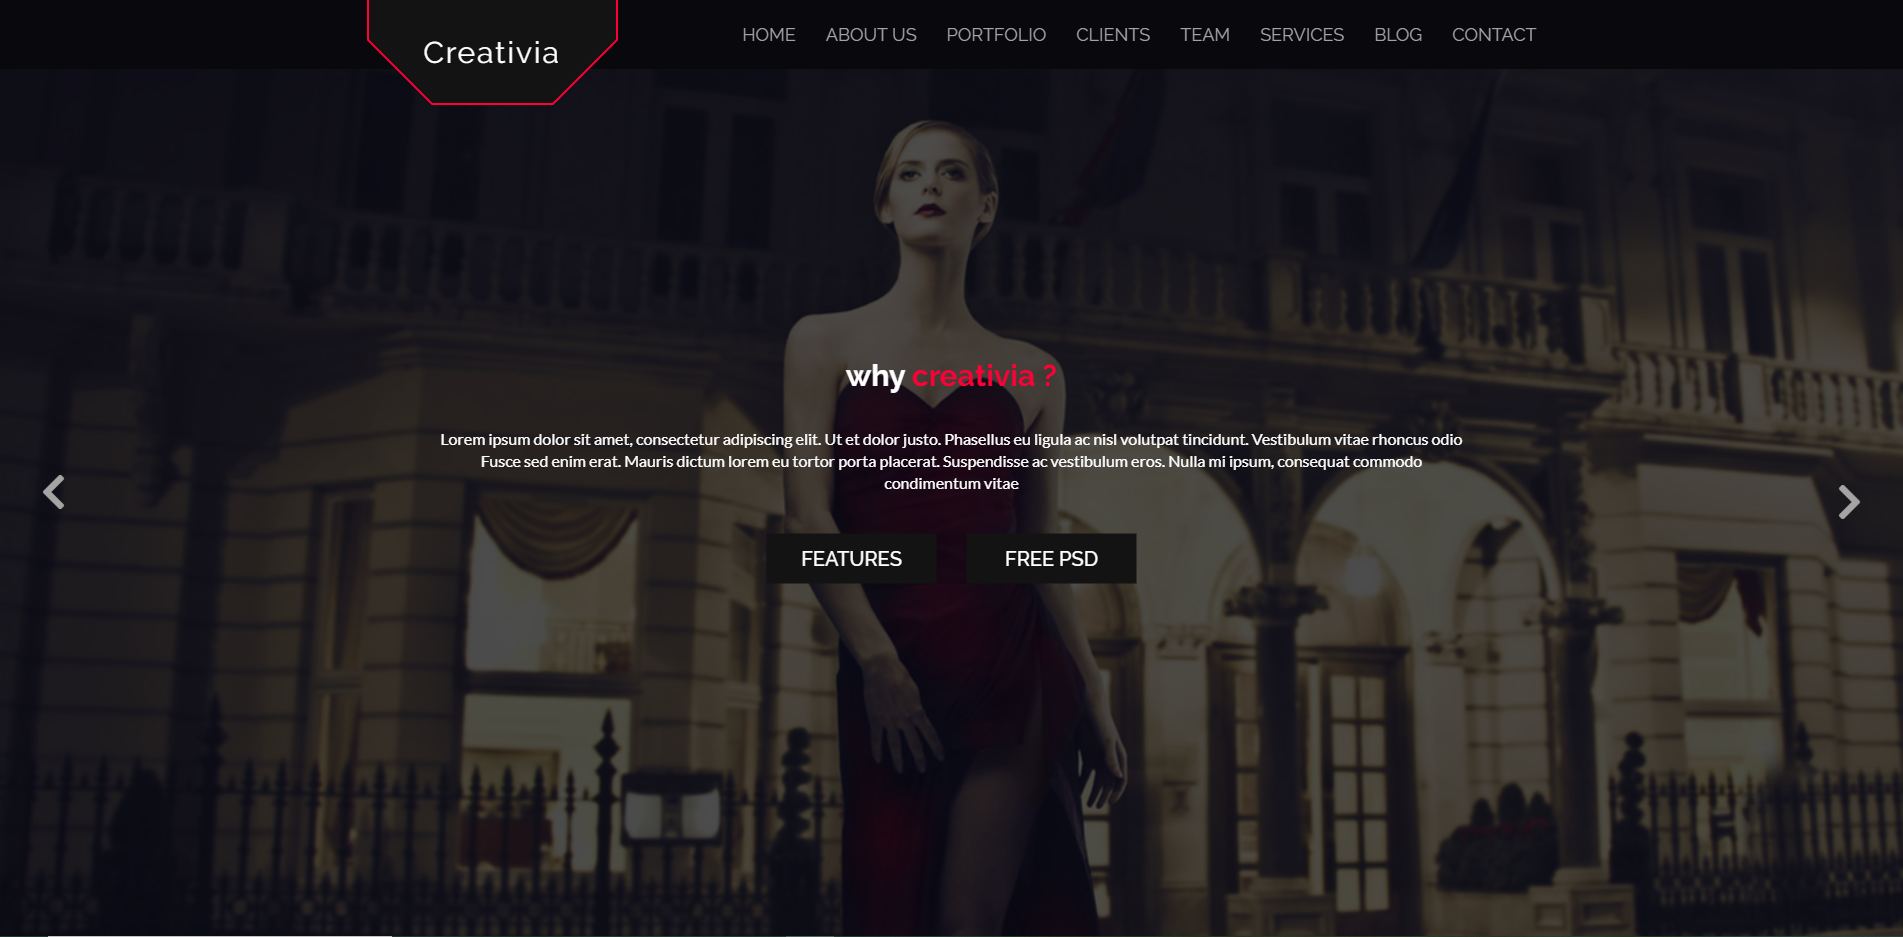 Creativia
HOME ABOUT US PORTFOLIO CLIENTS TEAM SERVICES BLOG CONTACT
why creativia ?
Lorem ipsum dolor sit amet, consectetur adipiscing elit. Ut et dolor justo. Phasellus eu ligula ac nisl volutpat tincidunt. Vestibulum vitae rhoncus odio
Fusce sed enim erat. Mauris dictum lorem eu tortor porta placerat. Suspendisse ac vestibulum eros. Nulla mi ipsum, consequat commodo
condimentum vitae
FEATURES FREE PSD